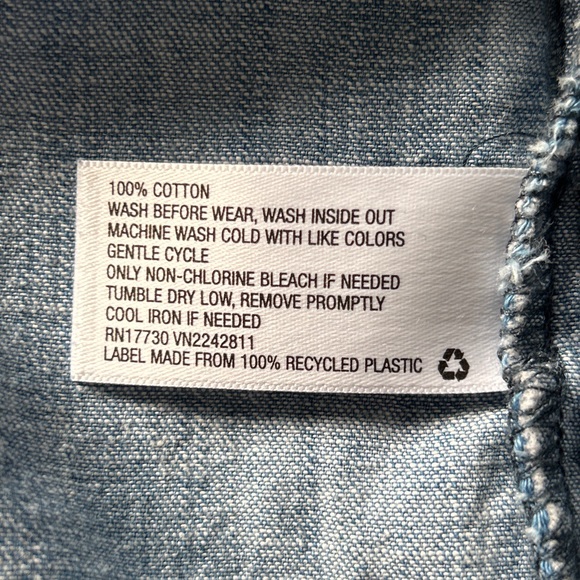 100% COTTON
WASH BEFORE WEAR, WASH INSIDE OUT
MACHINE WASH COLD WITH LIKE COLORS
GENTLE CYCLE
ONLY NON-CHLORINE BLEACH IF NEEDED
TUMBLE DRY LOW, REMOVE PROMPTLY
COOL IRON IF NEEDED
RN17730 VN2242811
LABEL MADE FROM 100% RECYCLED PLASTIC